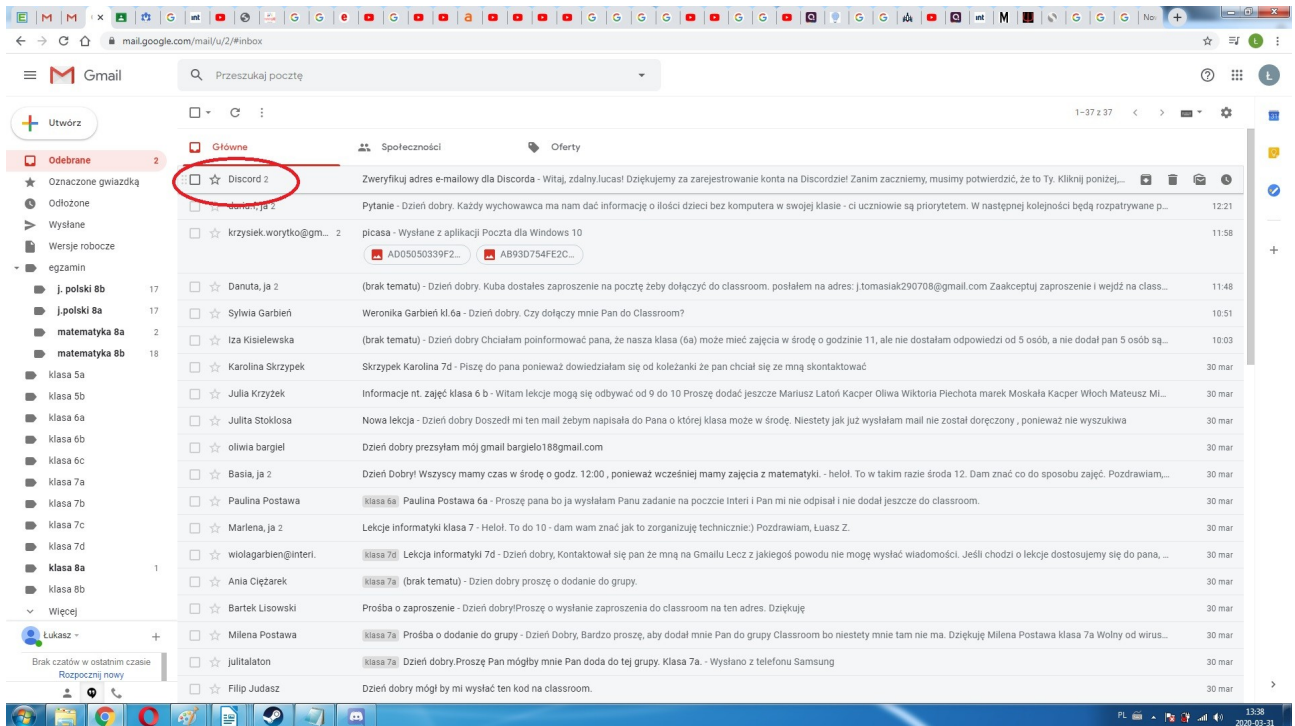 mail.google.com/mail/u/2/#inbox
Gmail
Przeszukaj pocztę
Ł
Utwórz
1–37 z 37
Główne
Społeczności
Oferty
Odebrane 2
Oznaczone gwiazdką
Odłożone
Wysłane
Wersje robocze
egzamin
j. polski 8b 17
j.polski 8a 17
matematyka 8a 2
matematyka 8b 18
klasa 5a
klasa 5b
klasa 6a
klasa 6b
klasa 6c
klasa 7a
klasa 7b
klasa 7c
klasa 7d
klasa 8a 1
klasa 8b
Więcej
Łukasz
Brak czatów w ostatnim czasie
Rozpocznij nowy
Discord 2 Zweryfikuj adres e-mailowy dla Discorda - Witaj, zdalny.lucas! Dziękujemy za zarejestrowanie konta na Discordzie! Zanim zaczniemy, musimy potwierdzić, że to Ty. Kliknij poniżej,...
ja 2 Pytanie - Dzień dobry. Każdy wychowawca ma nam dać informację o ilości dzieci bez komputera w swojej klasie - ci uczniowie są priorytetem. W następnej kolejności będą rozpatrywane p... 12:21
krzysiek.worytko@gm... 2 picasa - Wysłane z aplikacji Poczta dla Windows 10 11:58
AD05050339F2... AB93D754FE2C...
Danuta, ja 2 (brak tematu) - Dzień dobry. Kuba dostałes zaproszenie na pocztę żeby dołączyć do classroom. posłałem na adres: j.tomasiak290708@gmail.com Zaakceptuj zaproszenie i wejdź na class... 11:48
Sylwia Garbień Weronika Garbień kl.6a - Dzień dobry. Czy dołączy mnie Pan do Classroom? 10:51
Iza Kisielewska (brak tematu) - Dzień dobry Chciałam poinformować pana, że nasza klasa (6a) może mieć zajęcia w środę o godzinie 11, ale nie dostałam odpowiedzi od 5 osób, a nie dodał pan 5 osób są... 10:03
Karolina Skrzypek Skrzypek Karolina 7d - Piszę do pana ponieważ dowiedziałam się od koleżanki że pan chciał się ze mną skontaktować 30 mar
Julia Krzyżek Informacje nt. zajęć klasa 6 b - Witam lekcje mogą się odbywać od 9 do 10 Proszę dodać jeszcze Mariusz Latoń Kacper Oliwa Wiktoria Piechota marek Moskała Kacper Włoch Mateusz Mi... 30 mar
Julita Stoklosa Nowa lekcja - Dzień dobry Doszedł mi ten mail żebym napisała do Pana o której klasa może w środę. Niestety jak już wysłałam mail nie został doręczony , ponieważ nie wyszukiwa 30 mar
oliwia bargiel Dzień dobry prezsyłam mój gmail bargielo188gmail.com 30 mar
Basia, ja 2 Dzień Dobry! Wszyscy mamy czas w środę o godz. 12:00 , ponieważ wcześniej mamy zajęcia z matematyki. - heloł. To w takim razie środa 12. Dam znać co do sposobu zajęć. Pozdrawiam,... 30 mar
Paulina Postawa klasa 6a Paulina Postawa 6a - Proszę pana bo ja wysłałam Panu zadanie na poczcie Interi i Pan mi nie odpisał i nie dodał jeszcze do classroom. 30 mar
Marlena, ja 2 Lekcje informatyki klasa 7 - Heloł. To do 10 - dam wam znać jak to zorganizuję technicznie:) Pozdrawiam, Łuasz Z. 30 mar
wiolagarbien@interi. klasa 7d Lekcja informatyki 7d - Dzień dobry, Kontaktował się pan że mną na Gmailu Lecz z jakiegoś powodu nie mogę wysłać wiadomości. Jeśli chodzi o lekcje dostosujemy się do pana, ... 30 mar
Ania Ciężarek klasa 7a (brak tematu) - Dzien dobry proszę o dodanie do grupy. 30 mar
Bartek Lisowski Prośba o zaproszenie - Dzień dobry!Proszę o wysłanie zaproszenia do classroom na ten adres. Dziękuję 30 mar
Milena Postawa klasa 7a Prośba o dodanie do grupy - Dzień Dobry, Bardzo proszę, aby dodał mnie Pan do grupy Classroom bo niestety mnie tam nie ma. Dziękuję Milena Postawa klasa 7a Wolny od wirus... 30 mar
julitalaton klasa 7a Dzień dobry.Proszę Pan mógłby mnie Pan doda do tej grupy. Klasa 7a. - Wysłano z telefonu Samsung 30 mar
Filip Judasz Dzień dobry mógł by mi wysłać ten kod na classroom. 30 mar
PL 13:38
2020-03-31